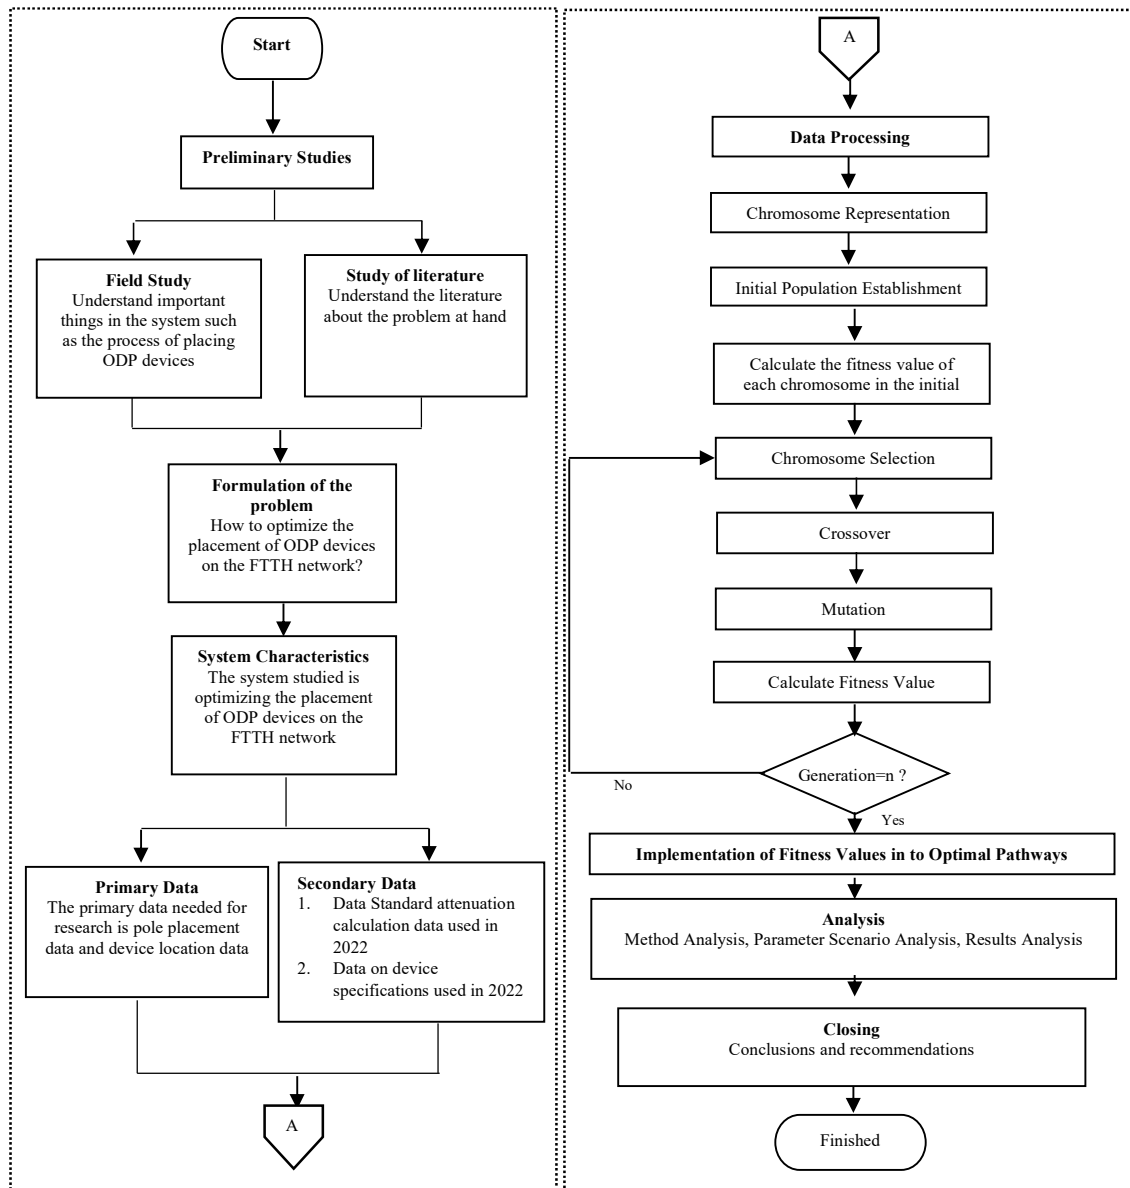 Start
Preliminary Studies
Field Study
Understand important
things in the system such
as the process of placing
ODP devices
Study of literature
Understand the literature
about the problem at hand
Formulation of the
problem
How to optimize the
placement of ODP devices
on the FTTH network?
System Characteristics
The system studied is
optimizing the placement
of ODP devices on the
FTTH network
Primary Data
The primary data needed for
research is pole placement
data and device location data
Secondary Data
1. Data Standard attenuation
calculation data used in
2022
2. Data on device
specifications used in 2022
A
A
Data Processing
Chromosome Representation
Initial Population Establishment
Calculate the fitness value of
each chromosome in the initial
Chromosome Selection
Crossover
Mutation
Calculate Fitness Value
Generation=n ?
No
Yes
Implementation of Fitness Values in to Optimal Pathways
Analysis
Method Analysis, Parameter Scenario Analysis, Results Analysis
Closing
Conclusions and recommendations
Finished